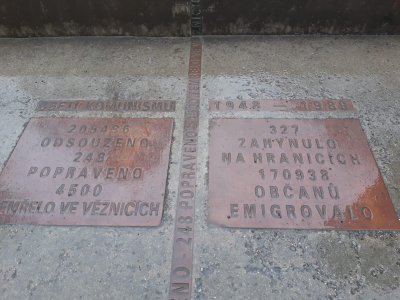 OBĚTI KOMUNISMU 1948 – 1989
205486
ODSOUZENO
248
POPRAVENO
4500
ZEMŘELO VE VĚZNICÍCH
327
ZAHYNULO
NA HRANICÍCH
170938
OBČANŮ
EMIGROVALO
248 POPRAVENO